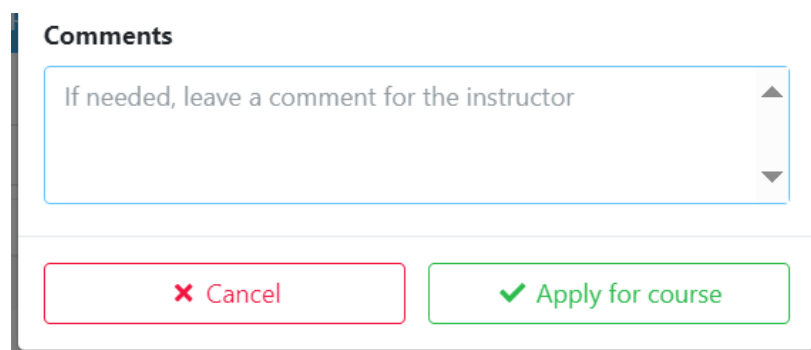 Comments
If needed, leave a comment for the instructor
Cancel
Apply for course